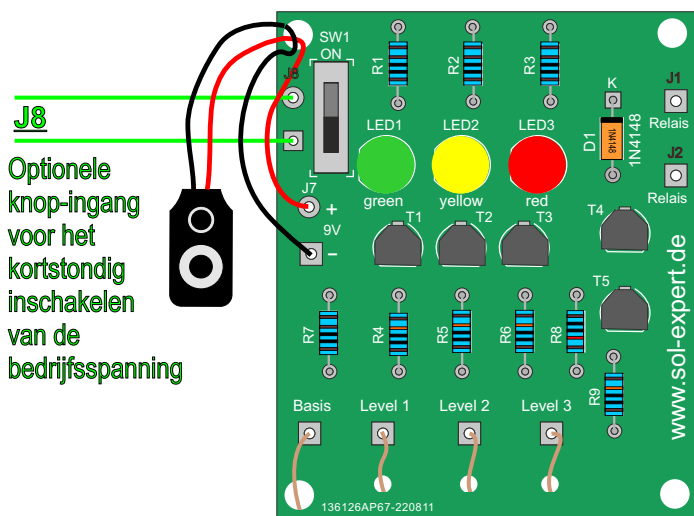 SW1
ON
R1
R2
R3
J8
J8
Optionele
knop-ingang
voor het
kortstondig
inschakelen
van de
bedrijfsspanning
LED1
green
LED2
yellow
LED3
red
K
D1
1N4148
1N4148
J1
Relais
J2
Relais
J7
+
9V
–
T1
T2
T3
T4
T5
R7
R4
R5
R6
R8
R9
Basis
Level 1
Level 2
Level 3
www.sol-expert.de
136126AP67-220811